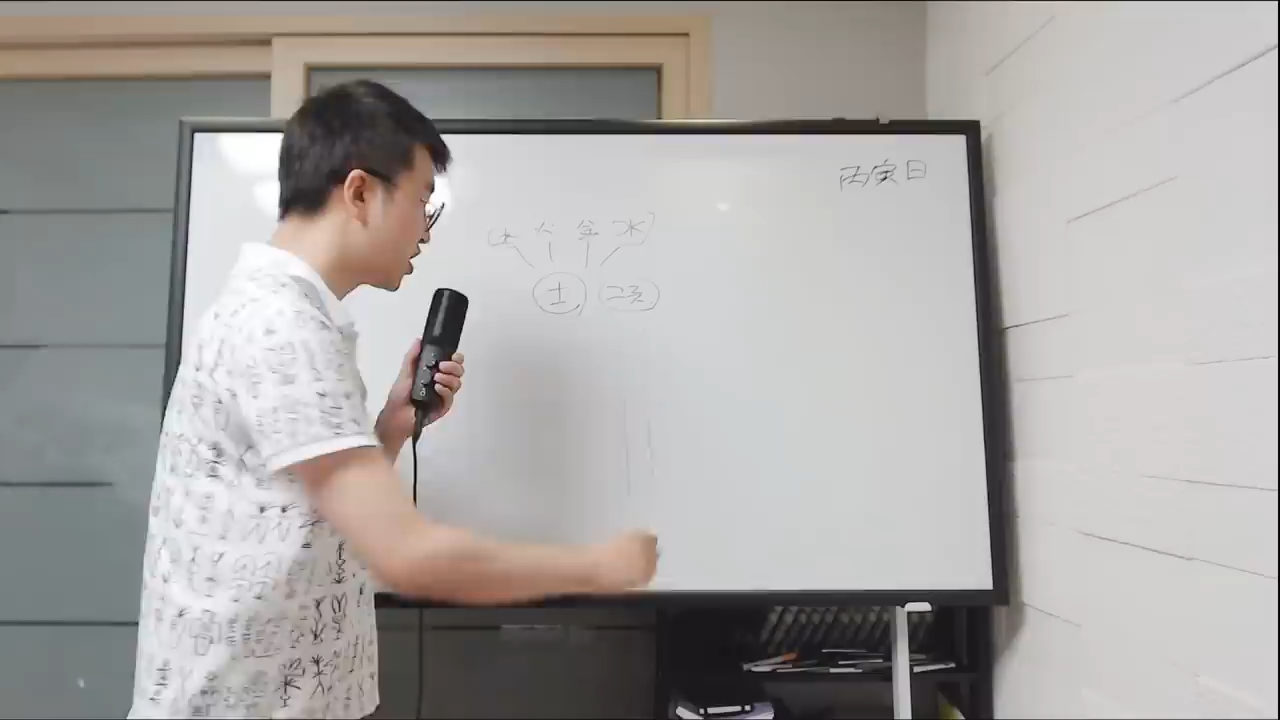 丙寅日
(木 火 金 水)
土